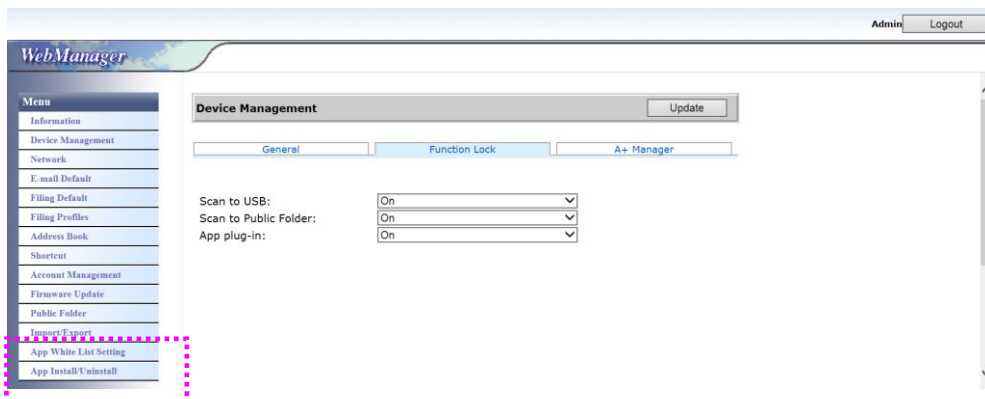 Admin Logout
WebManager
Menu
Information
Device Management
Network
E-mail Default
Filing Default
Filing Profiles
Address Book
Shortcut
Account Management
Firmware Update
Public Folder
Import/Export
App White List Setting
App Install/Uninstall
Device Management Update
General Function Lock A+ Manager
Scan to USB: On
Scan to Public Folder: On
App plug-in: On